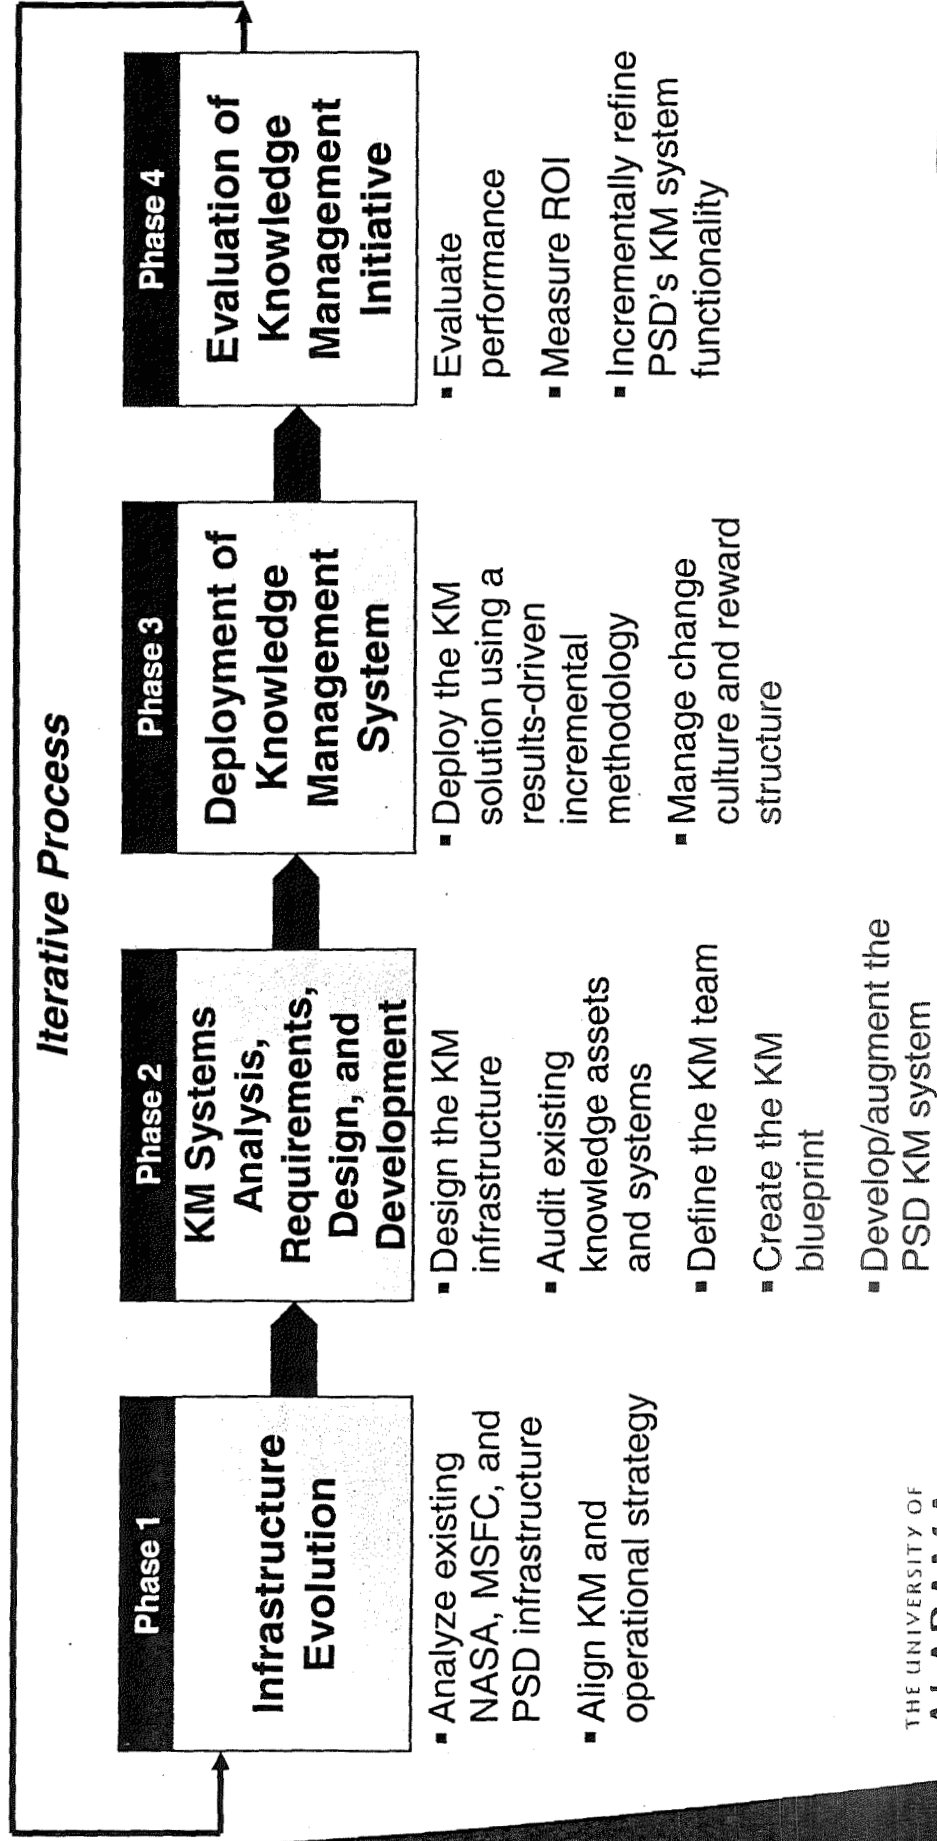 Iterative Process
Phase 1
Infrastructure
Evolution
▪ Analyze existing
NASA, MSFC, and
PSD infrastructure
▪ Align KM and
operational strategy
Phase 2
KM Systems
Analysis,
Requirements,
Design, and
Development
▪ Design the KM
infrastructure
▪ Audit existing
knowledge assets
and systems
▪ Define the KM team
▪ Create the KM
blueprint
▪ Develop/augment the
PSD KM system
Phase 3
Deployment of
Knowledge
Management
System
▪ Deploy the KM
solution using a
results-driven
incremental
methodology
▪ Manage change
culture and reward
structure
Phase 4
Evaluation of
Knowledge
Management
Initiative
▪ Evaluate
performance
▪ Measure ROI
▪ Incrementally refine
PSD's KM system
functionality
THE UNIVERSITY OF